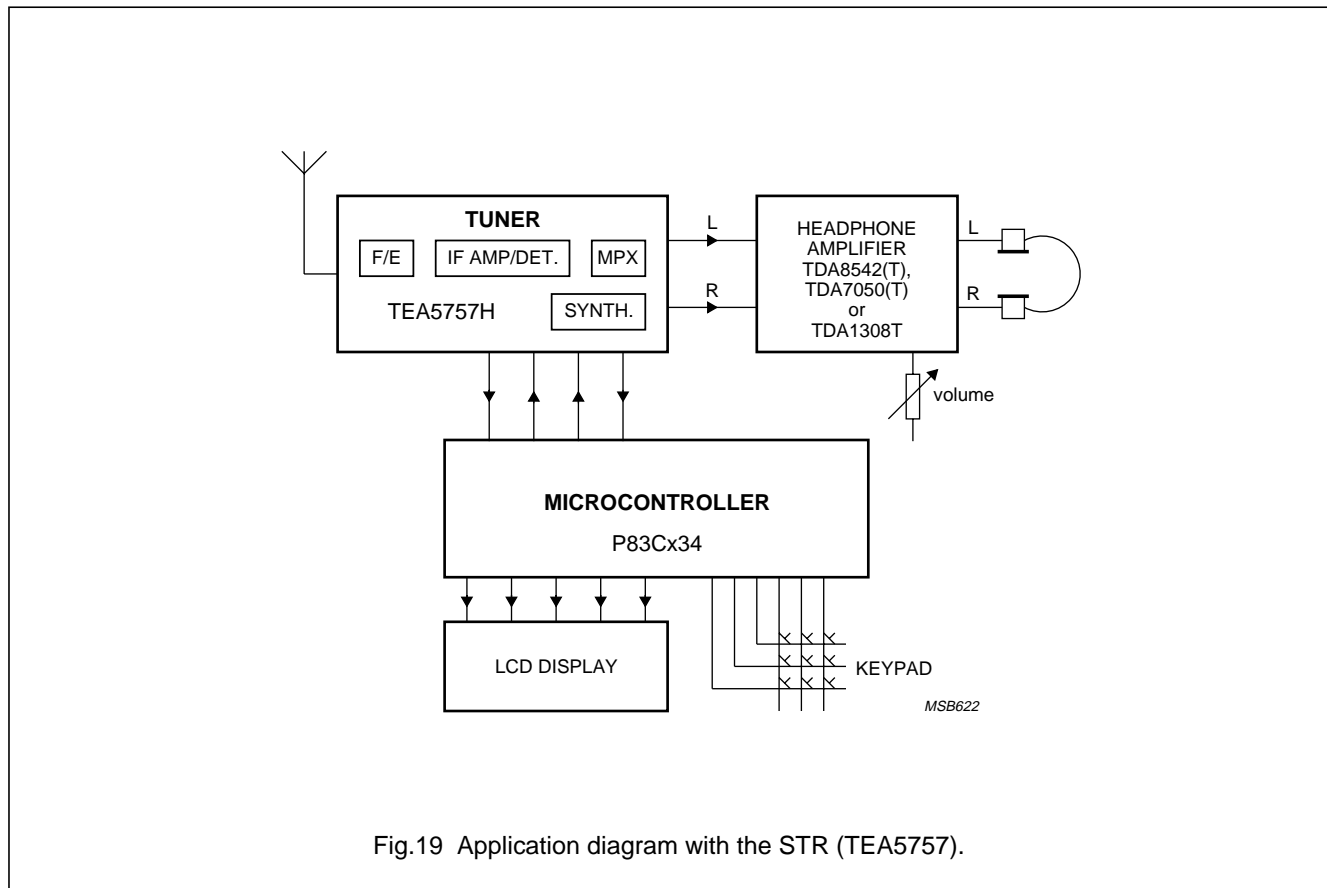 TUNER
F/E
IF AMP/DET.
MPX
TEA5757H
SYNTH.
L
R
HEADPHONE
AMPLIFIER
TDA8542(T),
TDA7050(T)
or
TDA1308T
L
R
volume
MICROCONTROLLER
P83Cx34
LCD DISPLAY
KEYPAD
MSB622
Fig.19 Application diagram with the STR (TEA5757).